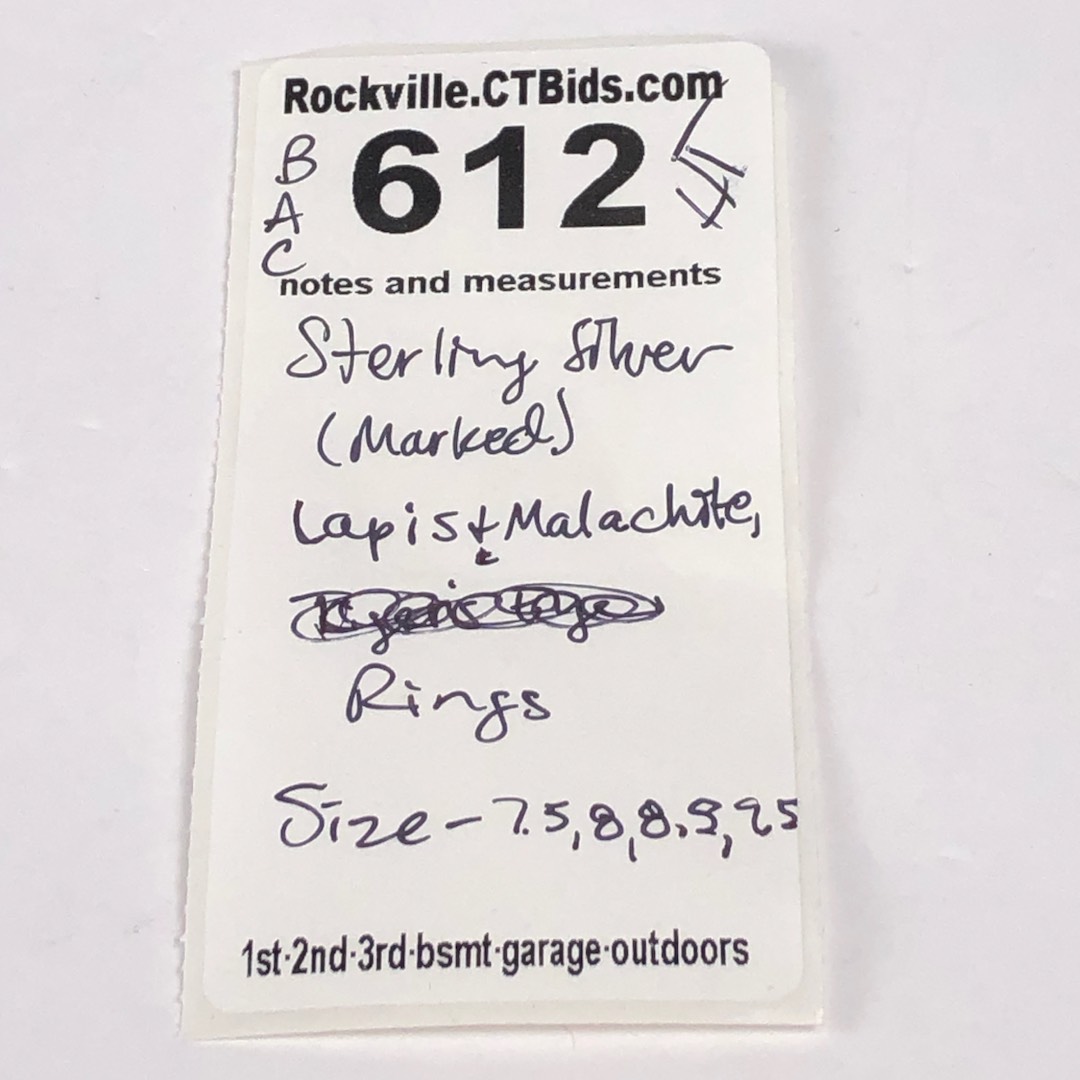 Rockville.CTBids.com
B
A
C
612
notes and measurements
Sterling Silver
(Marked)
Lapis + Malachite,
Rings
Size - 7.5, 8, 8.5, 9.5
1st·2nd·3rd·bsmt·garage·outdoors